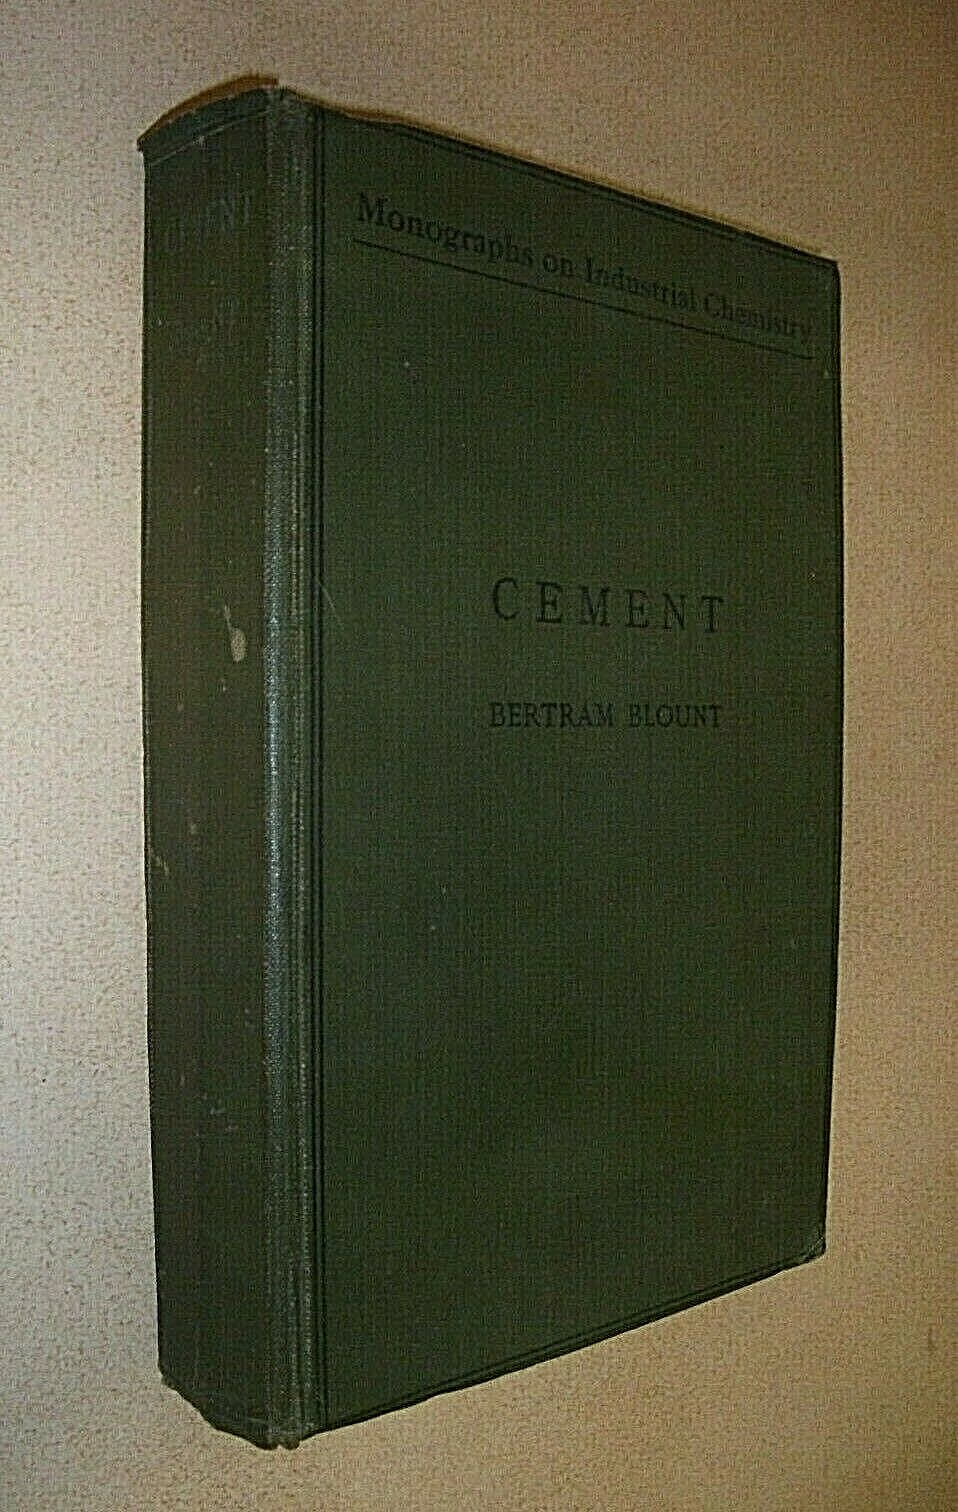 Monographs on Industrial Chemistry
CEMENT
BERTRAM BLOUNT